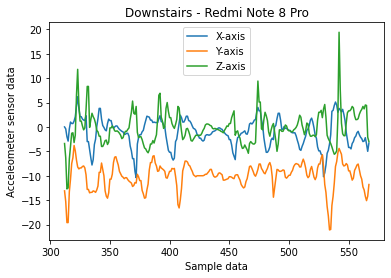 Downstairs - Redmi Note 8 Pro
X-axis
Y-axis
Z-axis
Acceleometer sensor data
20
15
10
5
0
−5
−10
−15
−20
300
350
400
450
500
550
Sample data